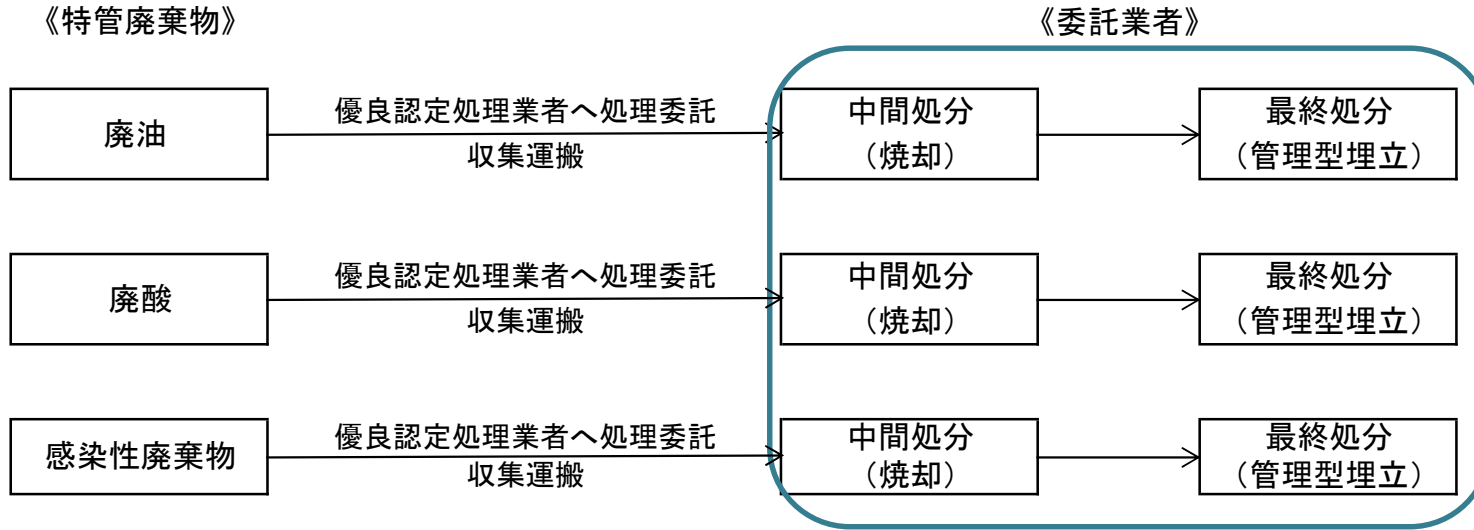 《特管廃棄物》
《委託業者》
廃油
優良認定処理業者へ処理委託
収集運搬
中間処分
（焼却）
最終処分
（管理型埋立）
廃酸
優良認定処理業者へ処理委託
収集運搬
中間処分
（焼却）
最終処分
（管理型埋立）
感染性廃棄物
優良認定処理業者へ処理委託
収集運搬
中間処分
（焼却）
最終処分
（管理型埋立）